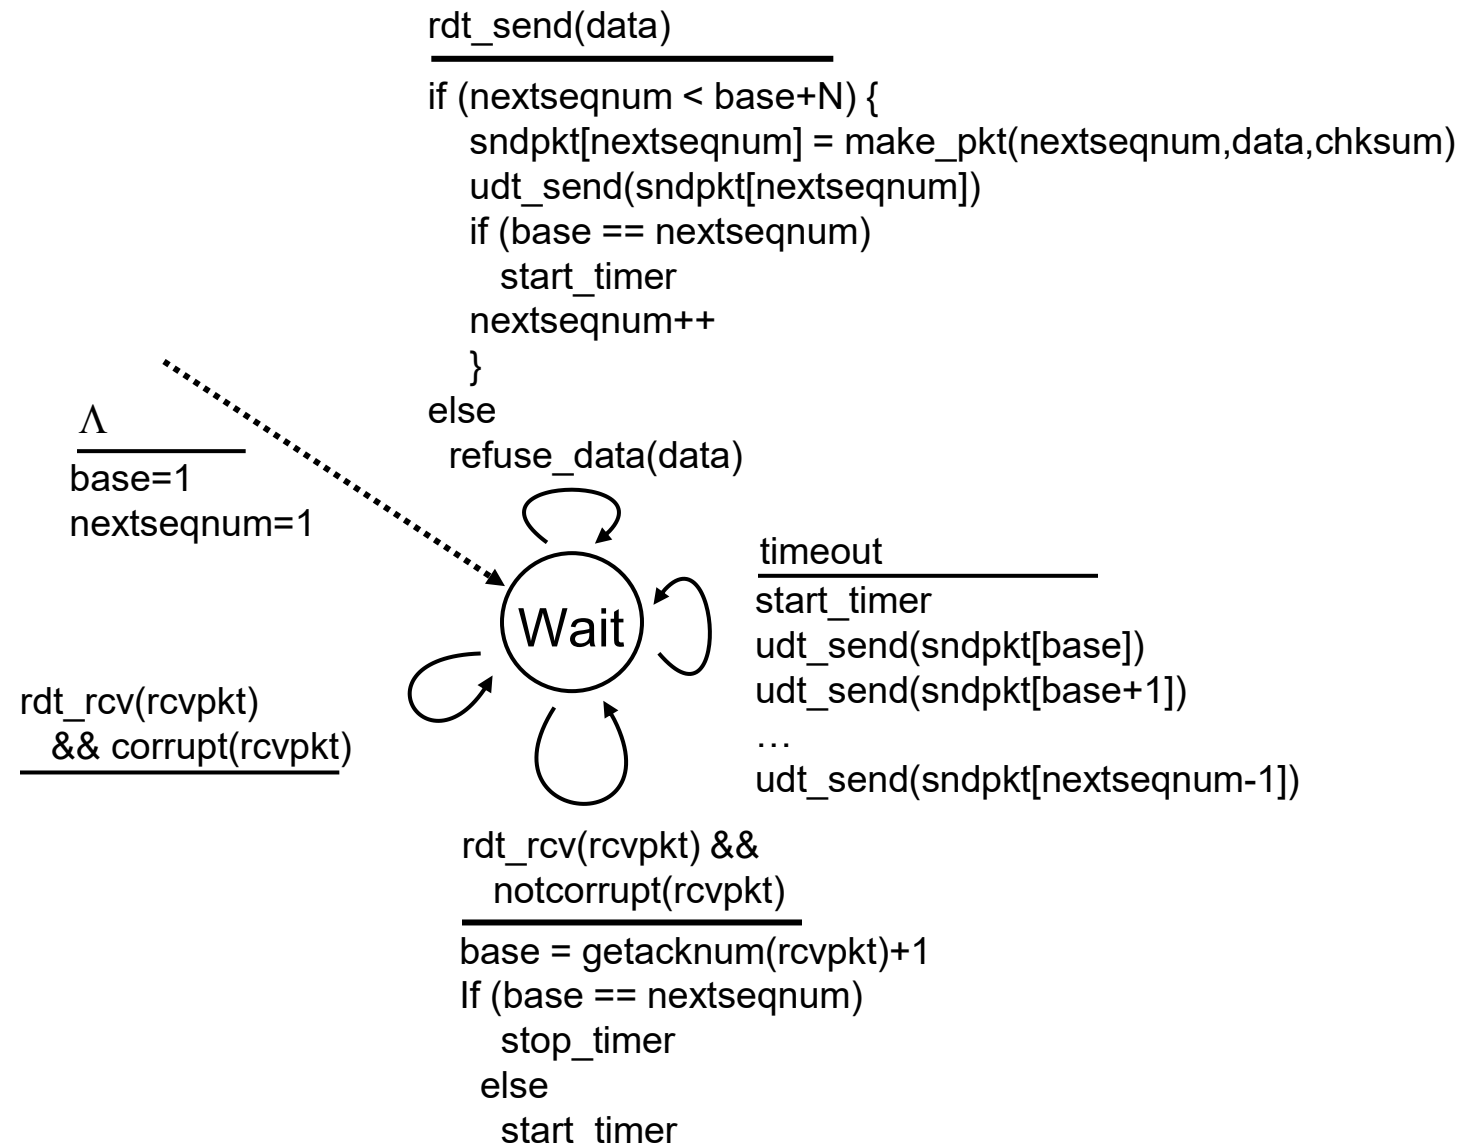 rdt_send(data)
if (nextseqnum < base+N) {
sndpkt[nextseqnum] = make_pkt(nextseqnum,data,chksum)
udt_send(sndpkt[nextseqnum])
if (base == nextseqnum)
start_timer
nextseqnum++
}
else
refuse_data(data)
Λ
base=1
nextseqnum=1
Wait
timeout
start_timer
udt_send(sndpkt[base])
udt_send(sndpkt[base+1])
…
udt_send(sndpkt[nextseqnum-1])
rdt_rcv(rcvpkt)
&& corrupt(rcvpkt)
rdt_rcv(rcvpkt) &&
notcorrupt(rcvpkt)
base = getacknum(rcvpkt)+1
If (base == nextseqnum)
stop_timer
else
start_timer